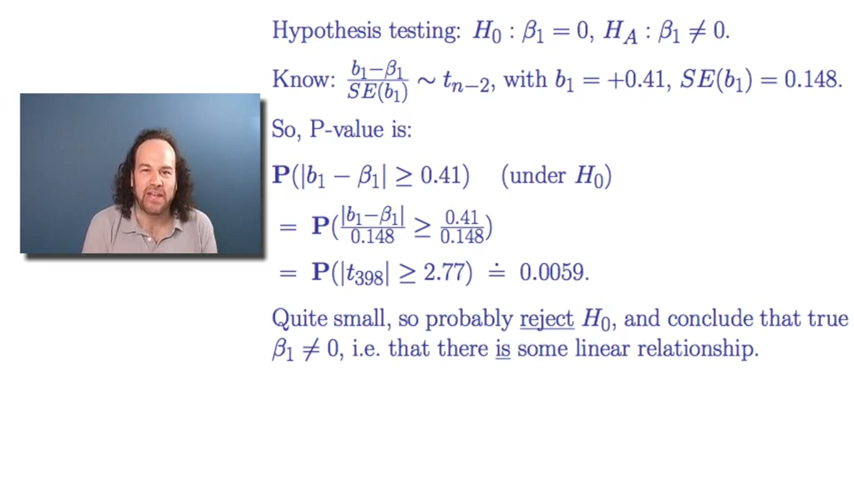 Hypothesis testing: H₀ : β₁ = 0, H_A : β₁ ≠ 0.
Know: (b₁−β₁)/SE(b₁) ∼ t_{n−2}, with b₁ = +0.41, SE(b₁) = 0.148.
So, P-value is:
P(|b₁ − β₁| ≥ 0.41) (under H₀)
= P(|b₁−β₁|/0.148 ≥ 0.41/0.148)
= P(|t₃₉₈| ≥ 2.77) ≐ 0.0059.
Quite small, so probably reject H₀, and conclude that true
β₁ ≠ 0, i.e. that there is some linear relationship.